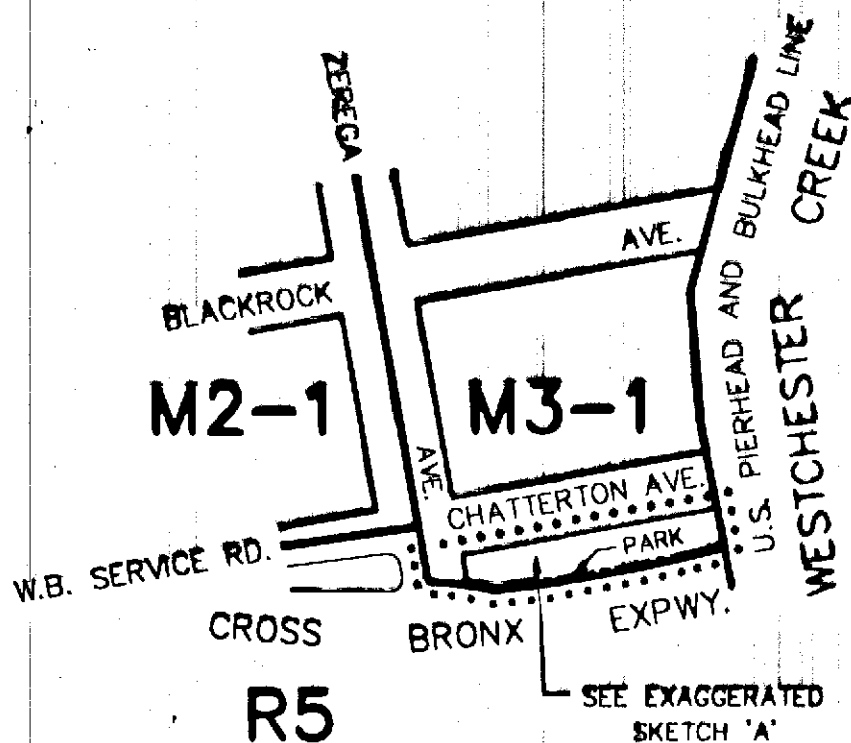 ZEREGA
AVE.
BLACKROCK
AVE.
U.S. PIERHEAD AND BULKHEAD LINE
WESTCHESTER CREEK
M2-1
M3-1
CHATTERTON AVE.
PARK
W.B. SERVICE RD.
CROSS BRONX EXPWY.
R5
SEE EXAGGERATED
SKETCH 'A'